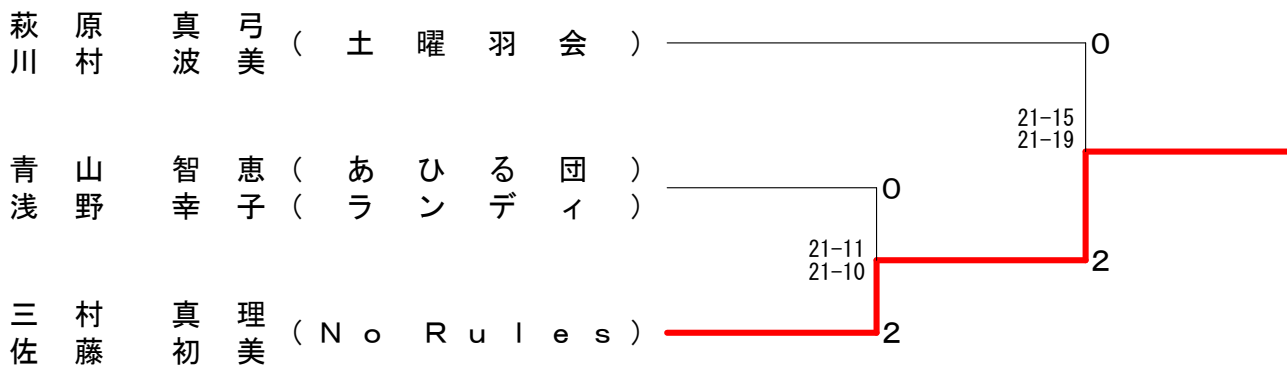 萩原 真弓
川村 波美
(土曜羽会)
0
21-15
21-19
青山 智恵(あひる団)
浅野 幸子(ランディ)
0
21-11
21-10
2
三村 真理
佐藤 初美
(No Rules)
2